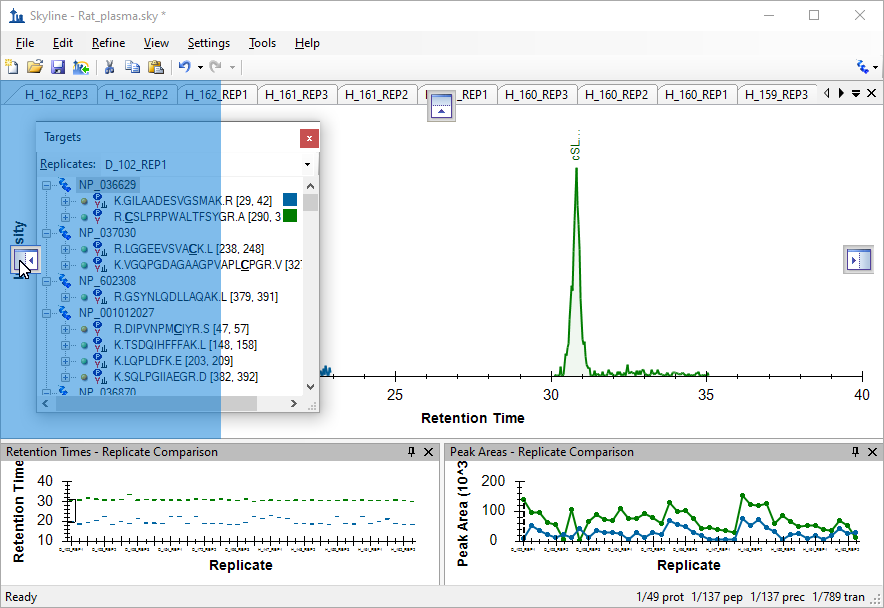 Skyline - Rat_plasma.sky *
File Edit Refine View Settings Tools Help
H_162_REP3 H_162_REP2 H_162_REP1 H_161_REP3 H_161_REP2 _REP1 H_160_REP3 H_160_REP2 H_160_REP1 H_159_REP3
Targets
Replicates: D_102_REP1
NP_036629
K.GILAADESVGSMAK.R [29, 42]
R.CSLPRPWALTFSYGR.A [290, 3
NP_037030
R.LGGEEVSVACK.L [238, 248]
K.VGQPGDAGAAGPVAPLCPGR.V [327
NP_602308
R.GSYNLQDLLAQAK.L [379, 391]
NP_001012027
R.DIPVNPMCIYR.S [47, 57]
K.TSDQIHFFFAK.L [148, 158]
K.LQPLDFK.E [203, 209]
K.SQLPGIIAEGR.D [382, 392]
NP_036870
sity
cSL...
25 30 35 40
Retention Time
Retention Times - Replicate Comparison
Retention Time
40
30
20
10
Replicate
Peak Areas - Replicate Comparison
Peak Area (10^3
200
100
0
Replicate
Ready 1/49 prot 1/137 pep 1/137 prec 1/789 tran